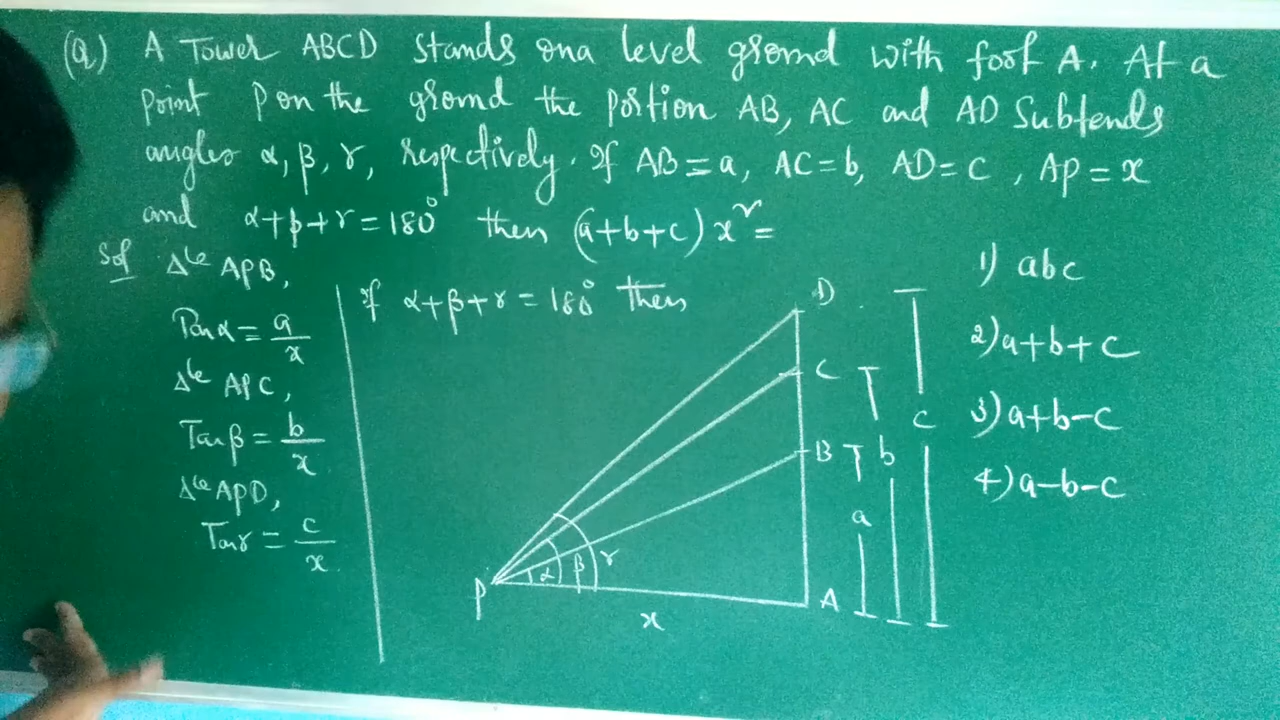 (Q) A Tower ABCD stands on a level ground with foot A. At a
point P on the ground the portion AB, AC and AD Subtends
angles α, β, γ, respectively. If AB = a, AC = b, AD = c, AP = x
and α+β+γ = 180° then (a+b+c) x² =
Sol Δle APB,
Tan α = a/x
Δle APC,
Tan β = b/x
Δle APD,
Tan γ = c/x
If α+β+γ = 180° then
D
C
B
A
P
α
β
γ
x
a
b
c
1) abc
2) a+b+c
3) a+b-c
4) a-b-c